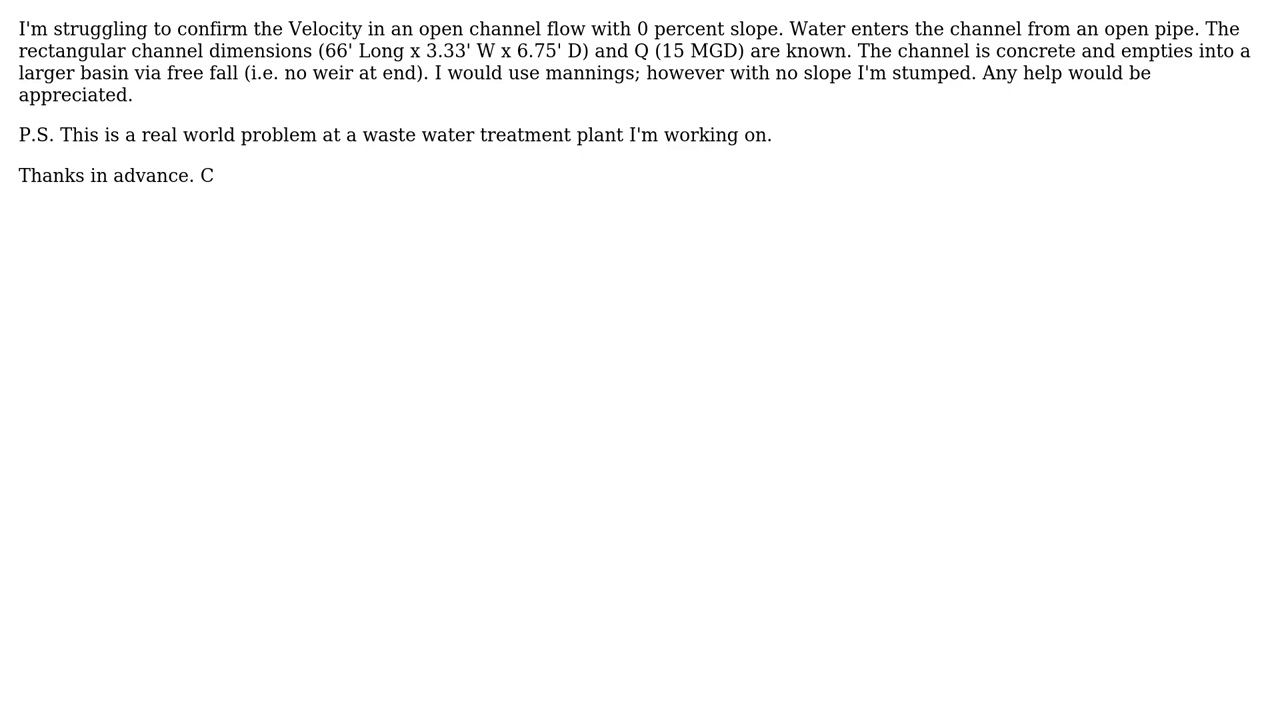 I'm struggling to confirm the Velocity in an open channel flow with 0 percent slope. Water enters the channel from an open pipe. The
rectangular channel dimensions (66' Long x 3.33' W x 6.75' D) and Q (15 MGD) are known. The channel is concrete and empties into a
larger basin via free fall (i.e. no weir at end). I would use mannings; however with no slope I'm stumped. Any help would be
appreciated.
P.S. This is a real world problem at a waste water treatment plant I'm working on.
Thanks in advance. C